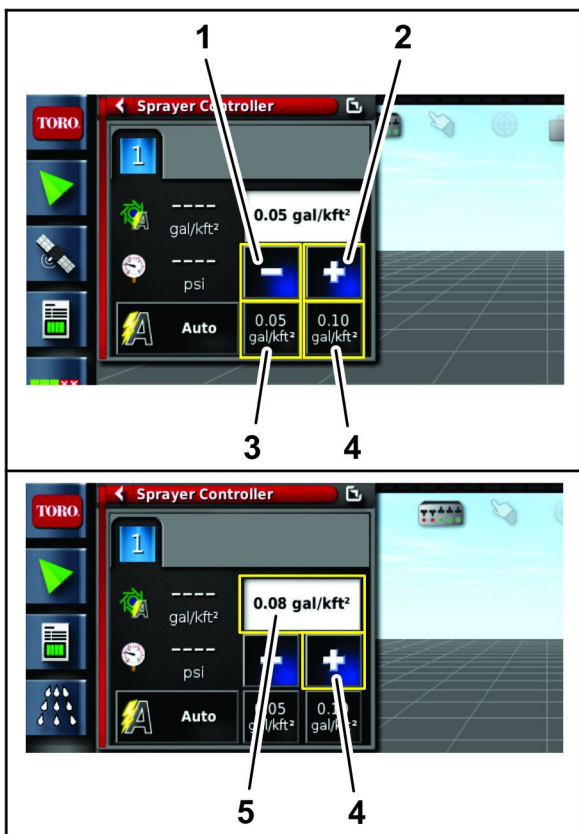 1
2
TORO.
Sprayer Controller
1
----
gal/kft²
0.05 gal/kft²
----
psi
- +
A
Auto
0.05
gal/kft²
0.10
gal/kft²
3
4
TORO.
Sprayer Controller
1
----
gal/kft²
0.08 gal/kft²
----
psi
- +
A
Auto
gal/kft²
5
4